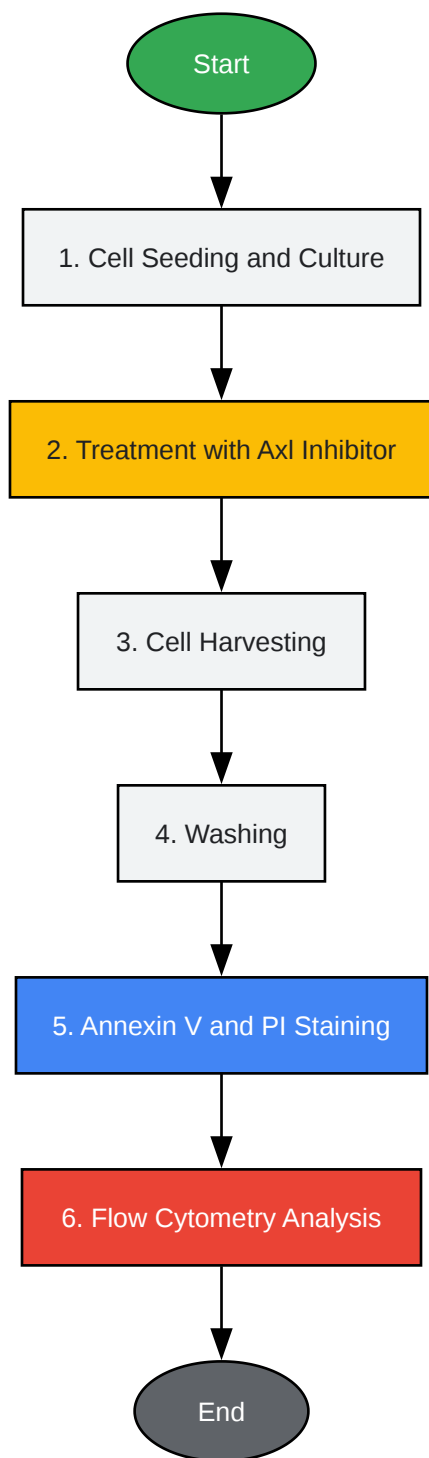 Start
1. Cell Seeding and Culture
2. Treatment with Axl Inhibitor
3. Cell Harvesting
4. Washing
5. Annexin V and PI Staining
6. Flow Cytometry Analysis
End